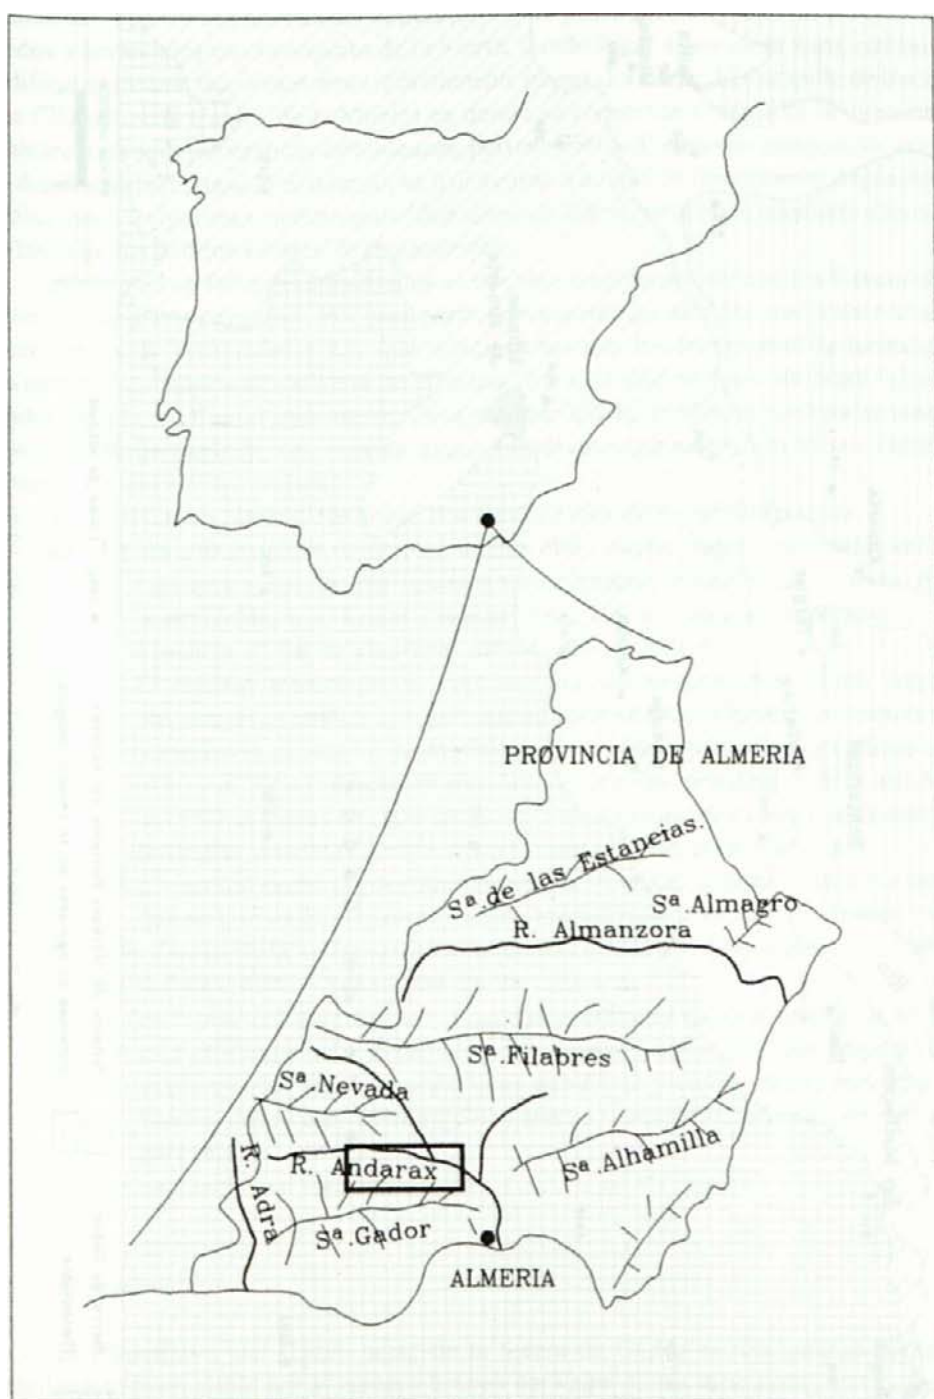 PROVINCIA DE ALMERIA
Sª.de las Estancias.
Sª.Almagro
R. Almanzora
Sª.Filabres
Sª.Nevada
Sª.Alhamilla
R. Andarax
R. Adra
Sª.Gador
ALMERIA